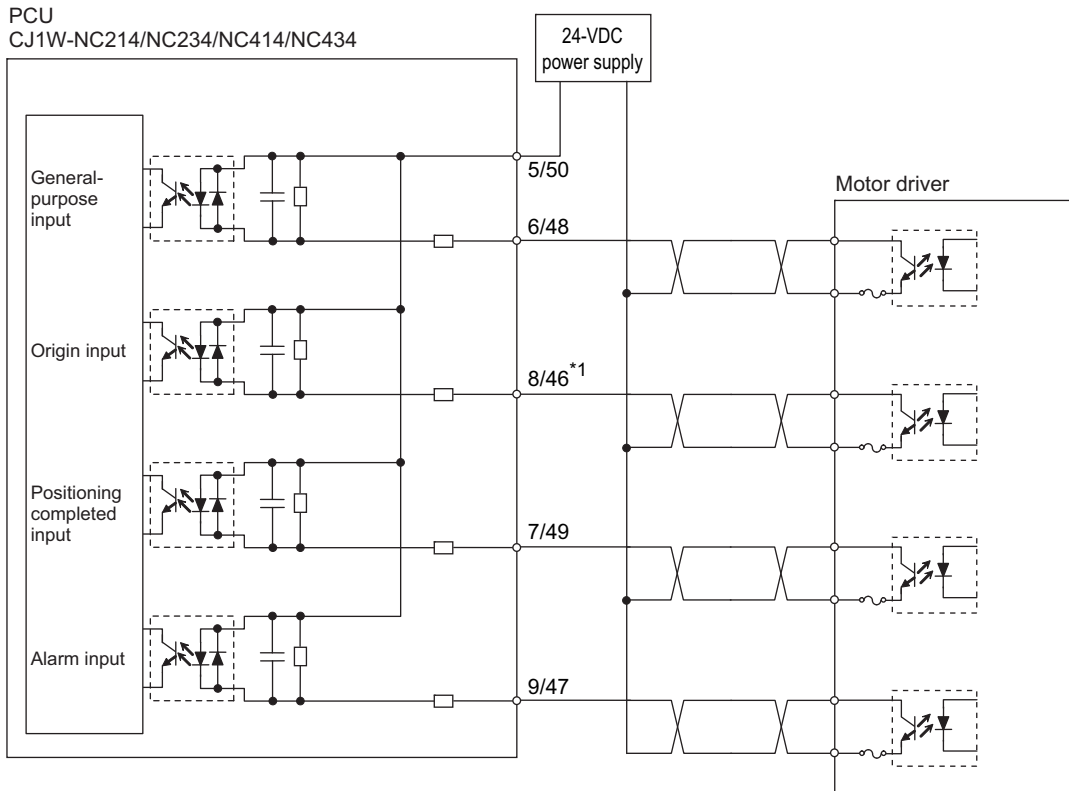 PCU
CJ1W-NC214/NC234/NC414/NC434
24-VDC
power supply
General-
purpose
input
5/50
Motor driver
6/48
Origin input
8/46*1
Positioning
completed
input
7/49
Alarm input
9/47